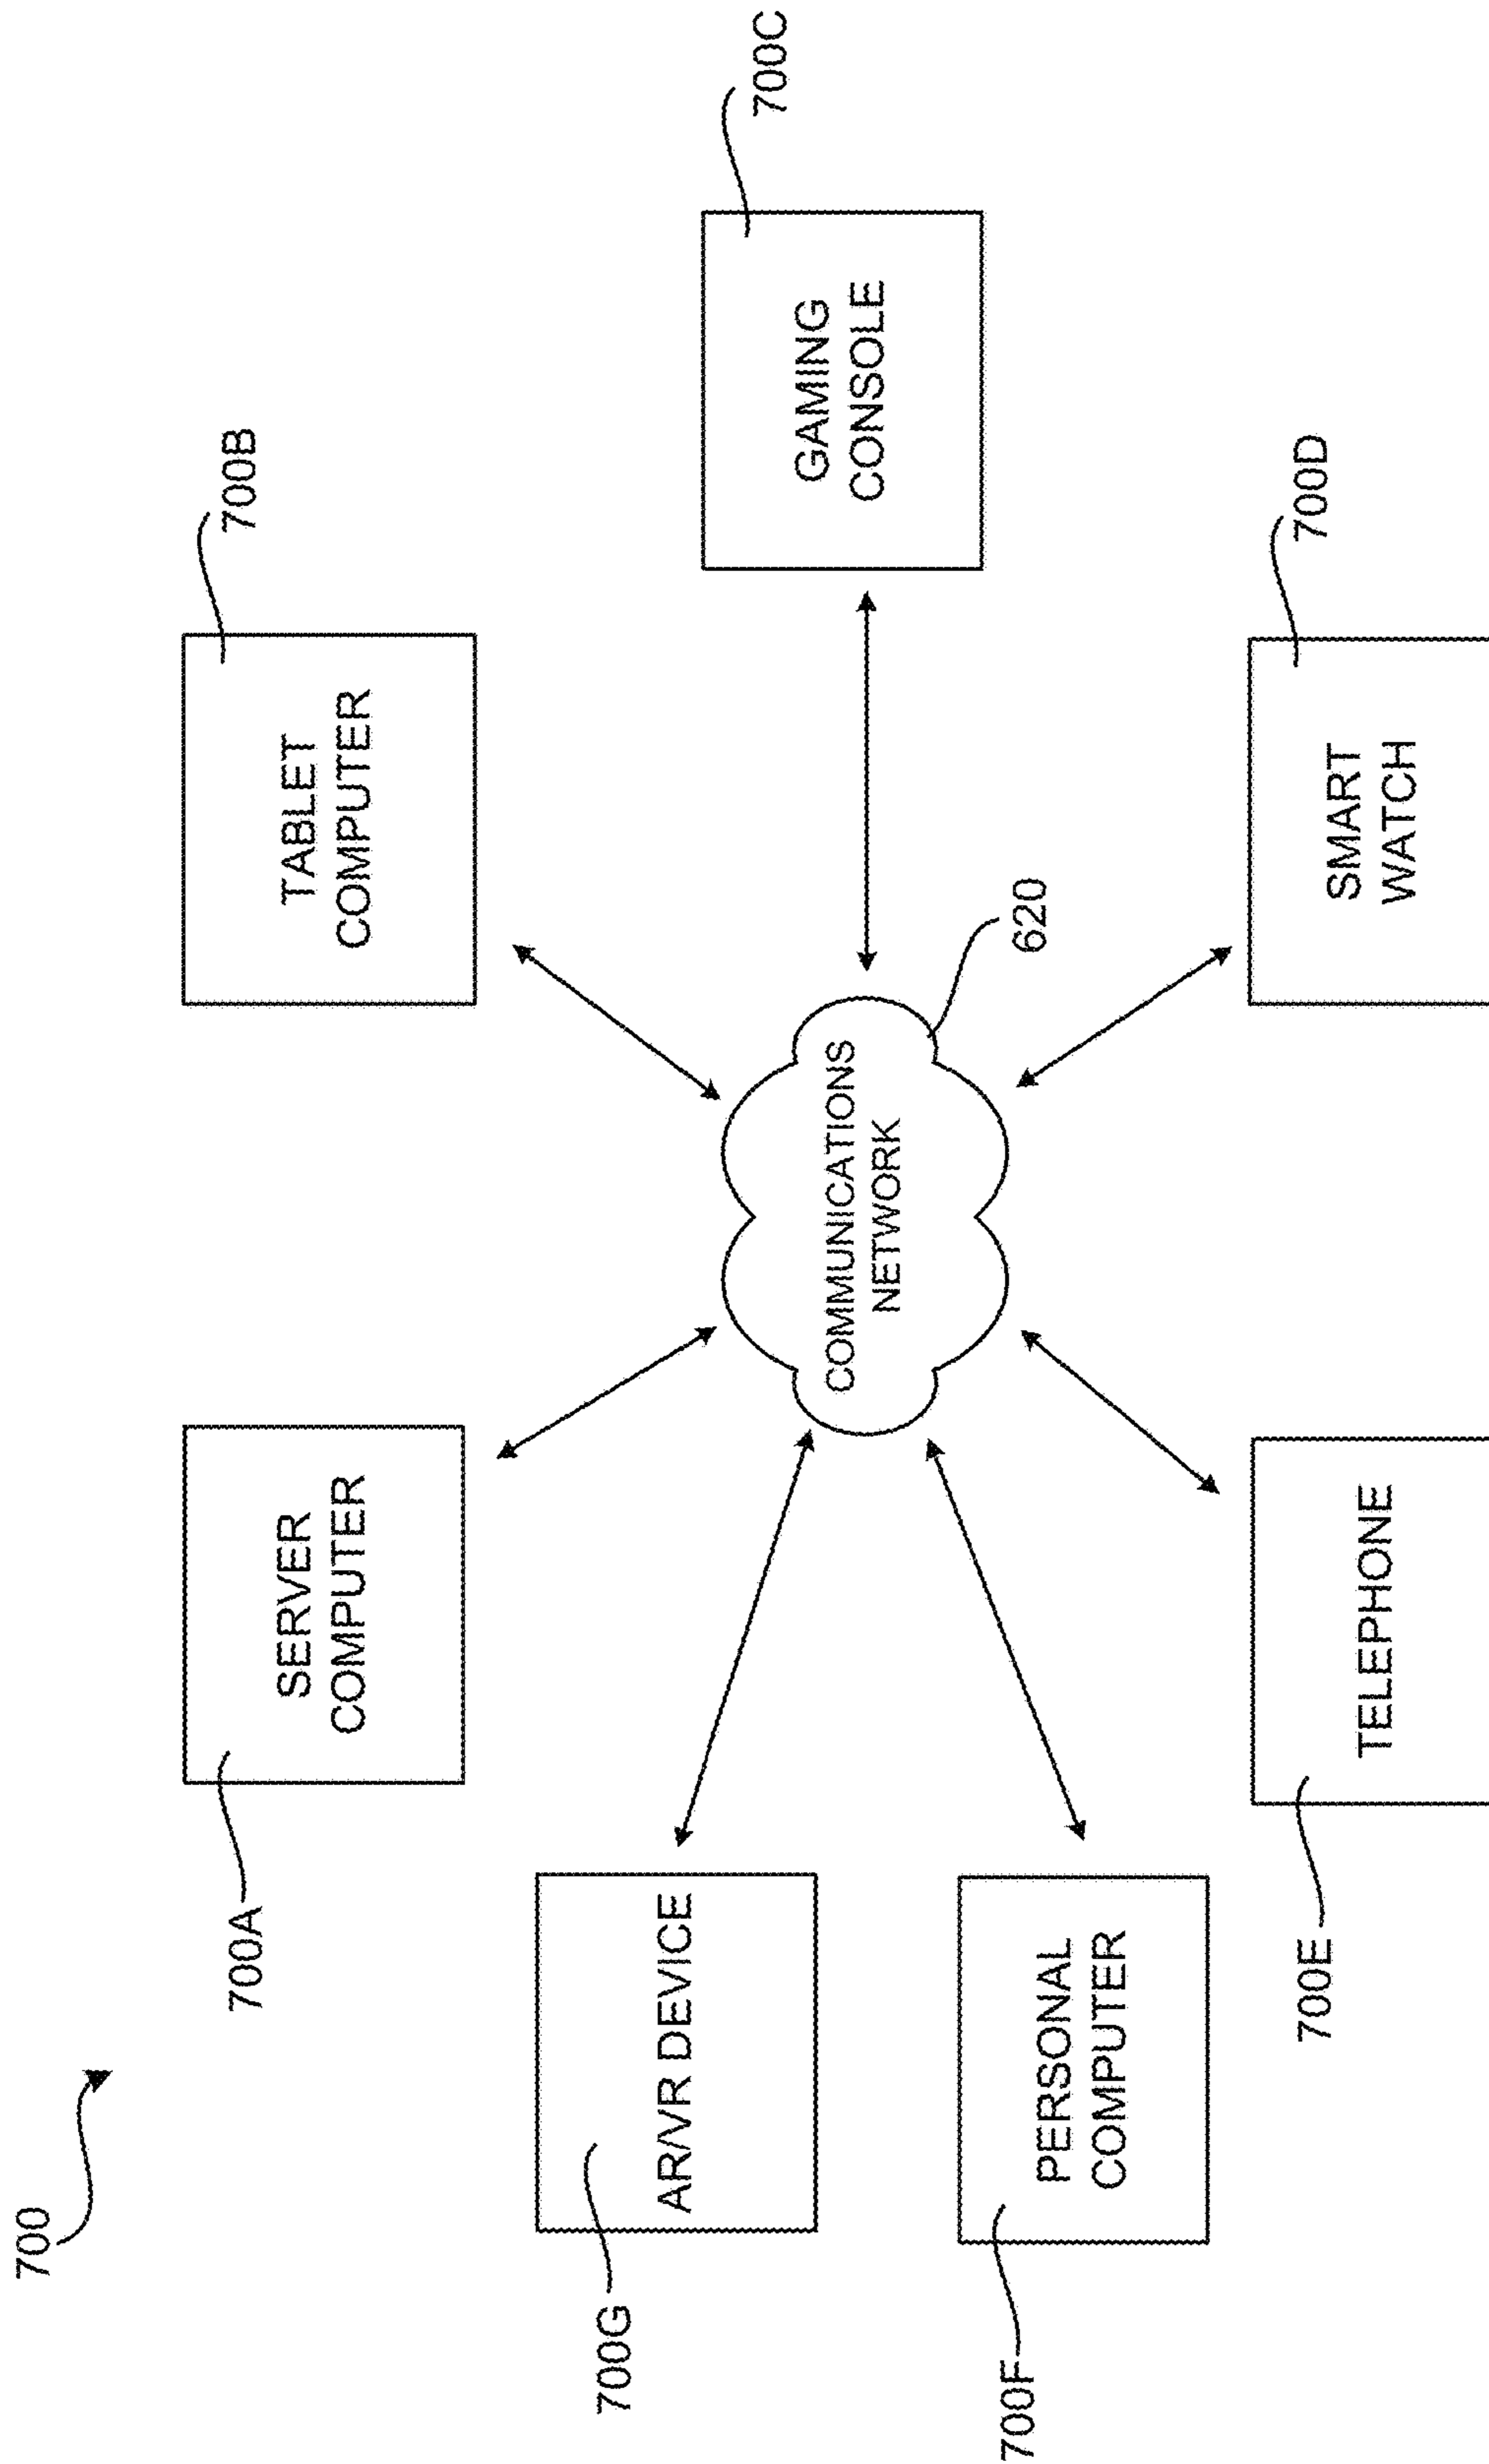 700
700A
SERVER
COMPUTER
700B
TABLET
COMPUTER
700G
AR/VR DEVICE
COMMUNICATIONS
NETWORK
620
700C
GAMING
CONSOLE
700F
PERSONAL
COMPUTER
700E
TELEPHONE
700D
SMART
WATCH